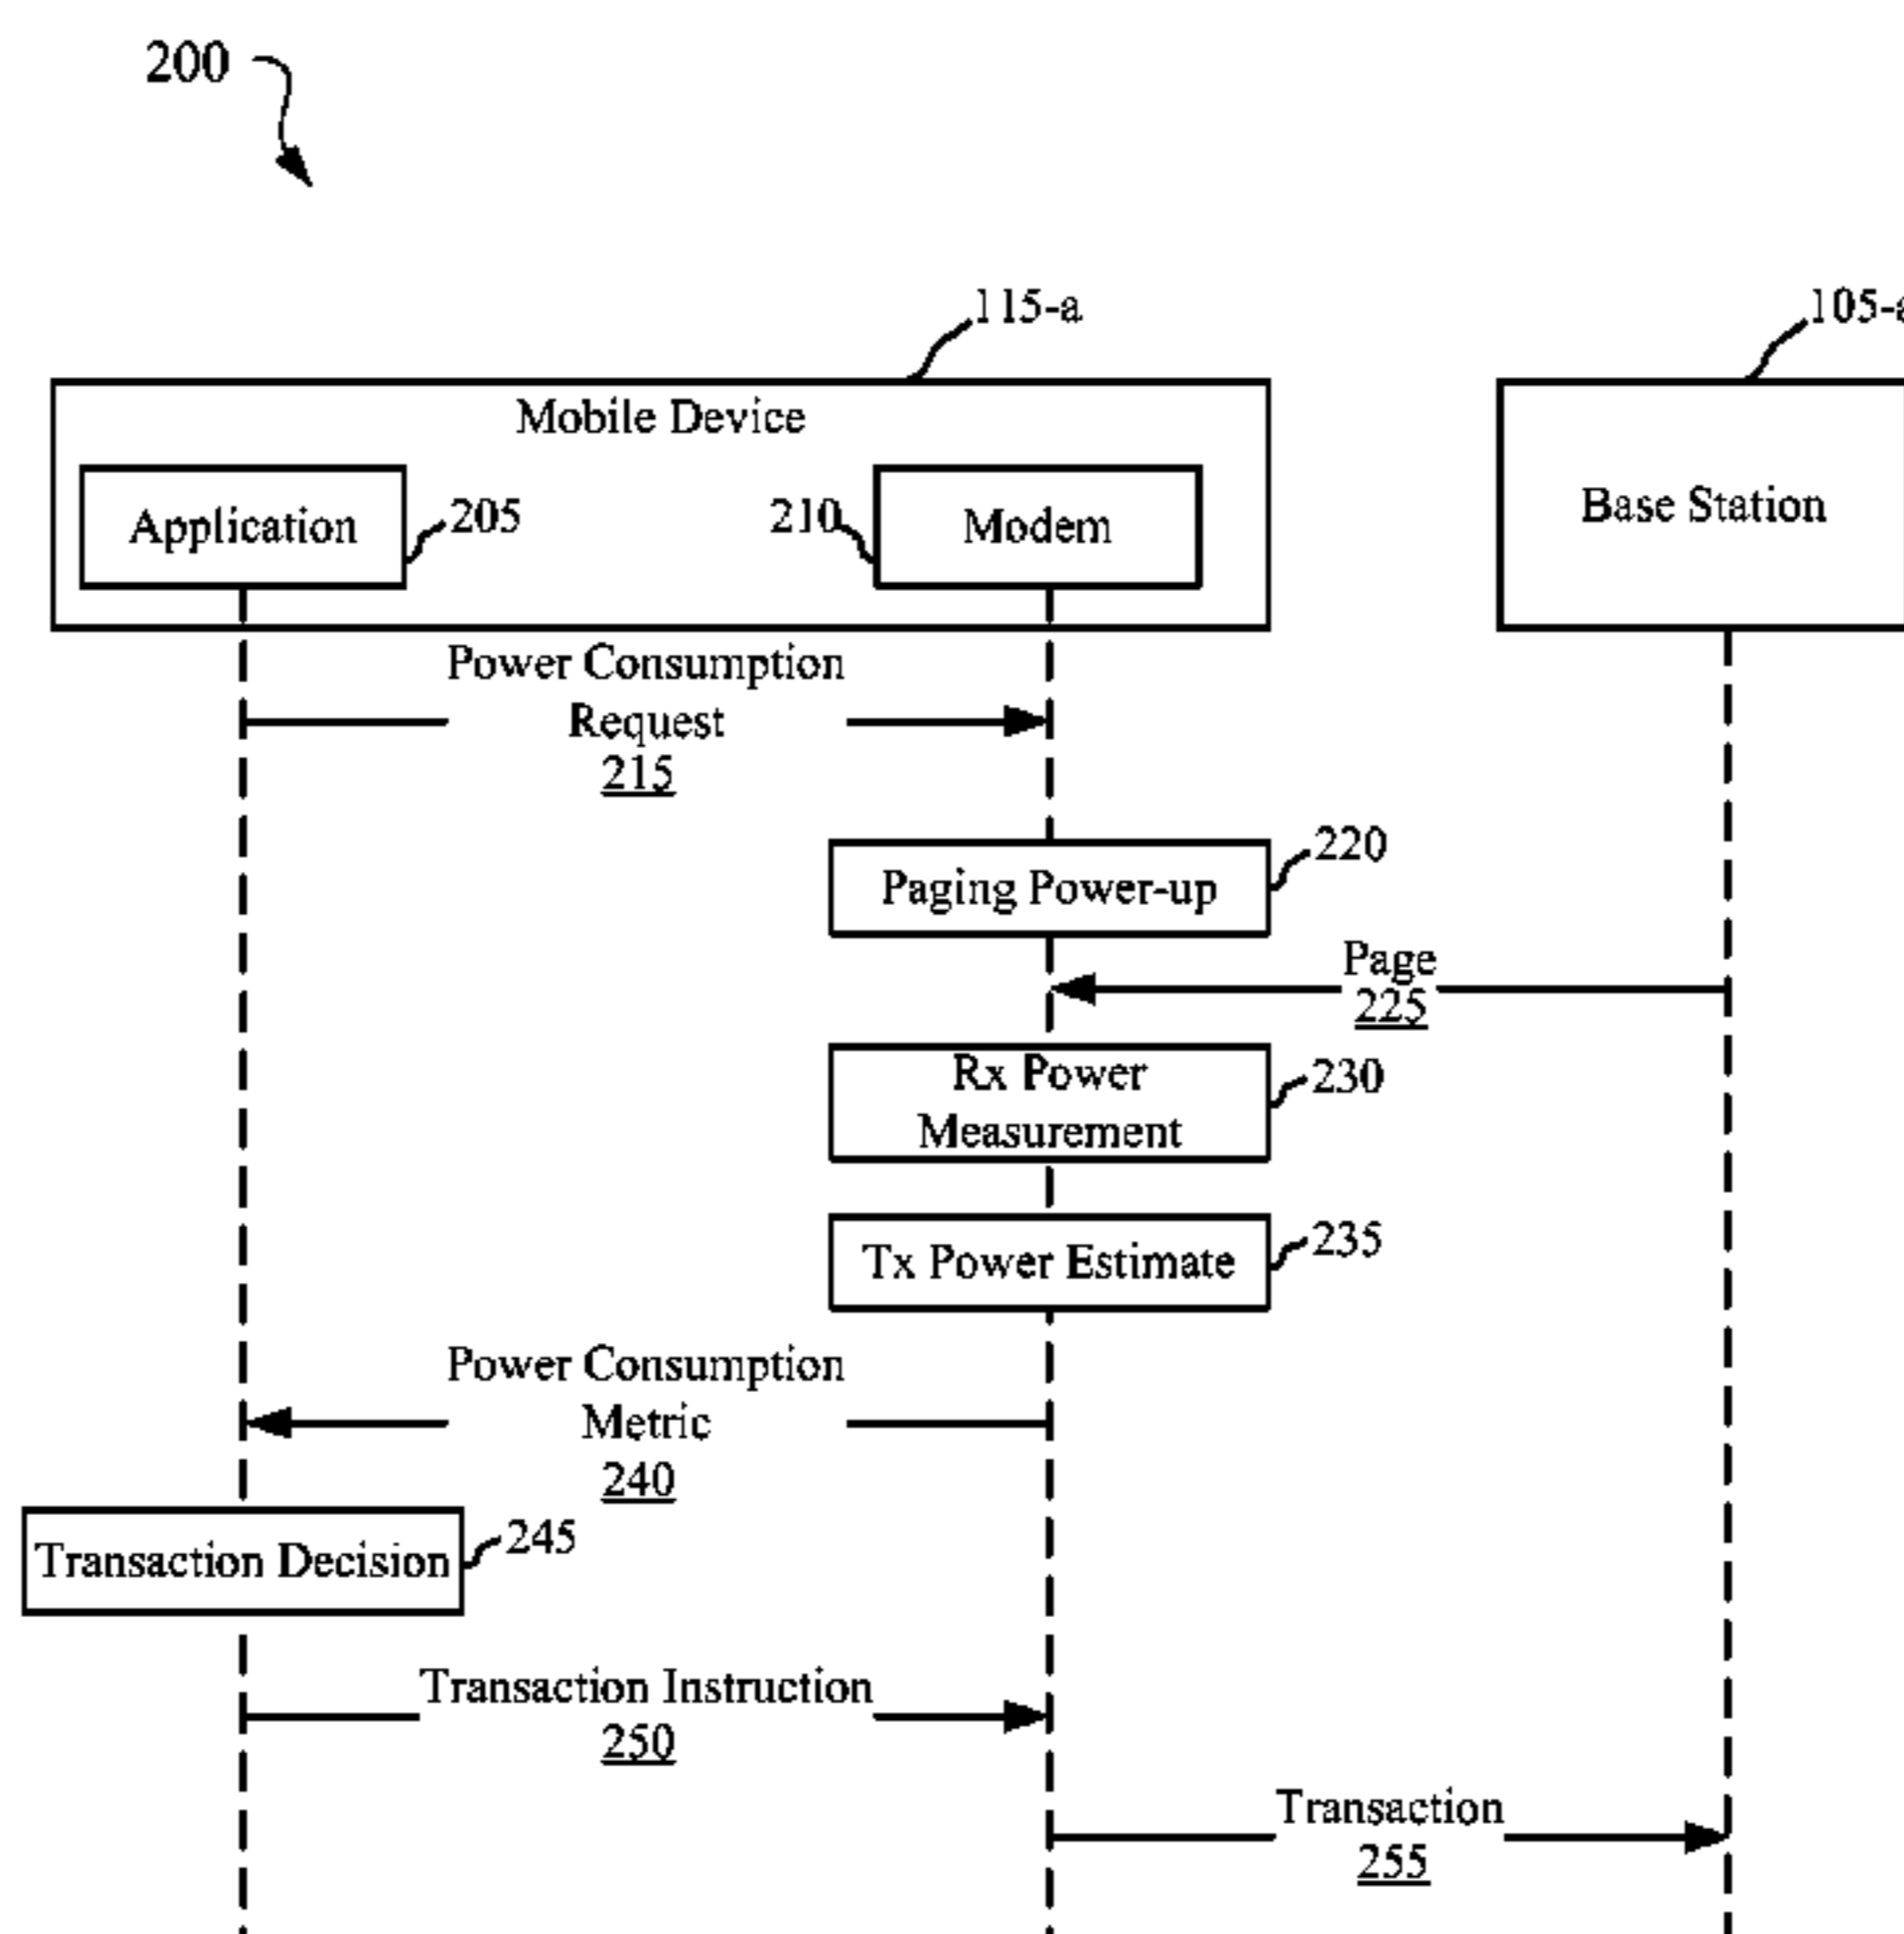 200
115-a
105-a
Mobile Device
Application
205
210
Modem
Base Station
Power Consumption
Request
215
220
Paging Power-up
Page
225
Rx Power
Measurement
230
Tx Power Estimate
235
Power Consumption
Metric
240
Transaction Decision
245
Transaction Instruction
250
Transaction
255